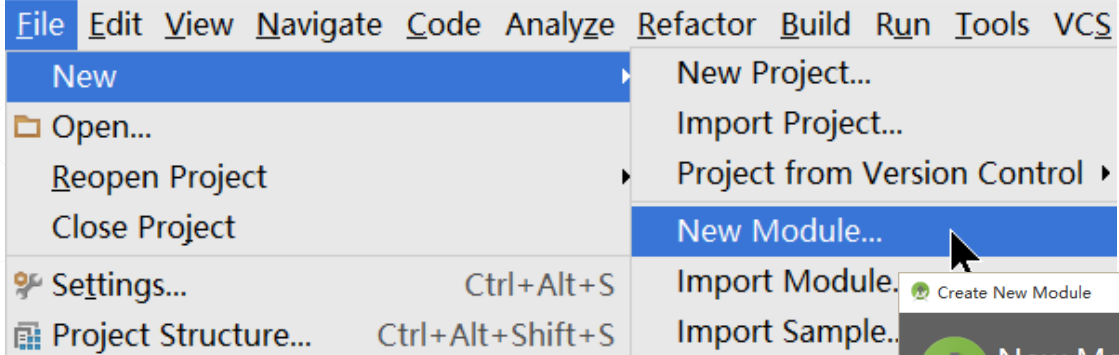 File Edit View Navigate Code Analyze Refactor Build Run Tools VCS
New
Open...
Reopen Project
Close Project
Settings... Ctrl+Alt+S
Project Structure... Ctrl+Alt+Shift+S
New Project...
Import Project...
Project from Version Control
New Module...
Import Module.
Import Sample..
Create New Module
New M